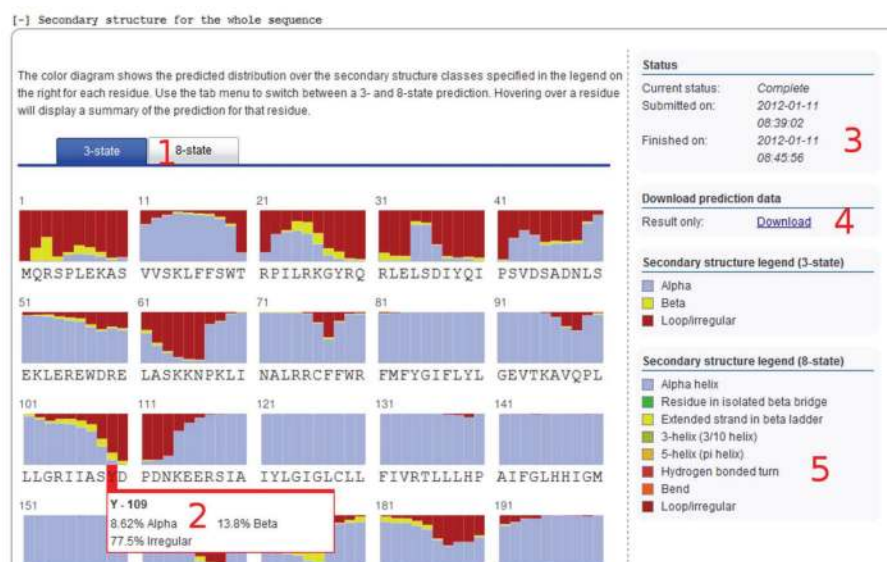 [-] Secondary structure for the whole sequence
The color diagram shows the predicted distribution over the secondary structure classes specified in the legend on
the right for each residue. Use the tab menu to switch between a 3- and 8-state prediction. Hovering over a residue
will display a summary of the prediction for that residue.
3-state 1 8-state
1 11 21 31 41
MQRSPLEKAS VVSKLFFSWT RPILRKGYRQ RLELSDIYQI PSVDSADNLS
51 61 71 81 91
EKLEREWDRE LASKKNPKLI NALRRCFFWR FMFYGIFLYL GEVTKAVQPL
101 111 121 131 141
LLGRIIASYD PDNKEERSIA IYLGIGLCLL FIVRTLLLHP AIFGLHHIGM
151 181 191
Y - 109
8.62% Alpha 2 13.8% Beta
77.5% Irregular
Status
Current status: Complete
Submitted on: 2012-01-11
08:39:02
Finished on: 2012-01-11
08:45:56
3
Download prediction data
Result only: Download 4
Secondary structure legend (3-state)
Alpha
Beta
Loop/irregular
Secondary structure legend (8-state)
Alpha helix
Residue in isolated beta bridge
Extended strand in beta ladder
3-helix (3/10 helix)
5-helix (pi helix)
Hydrogen bonded turn
Bend
Loop/irregular
5